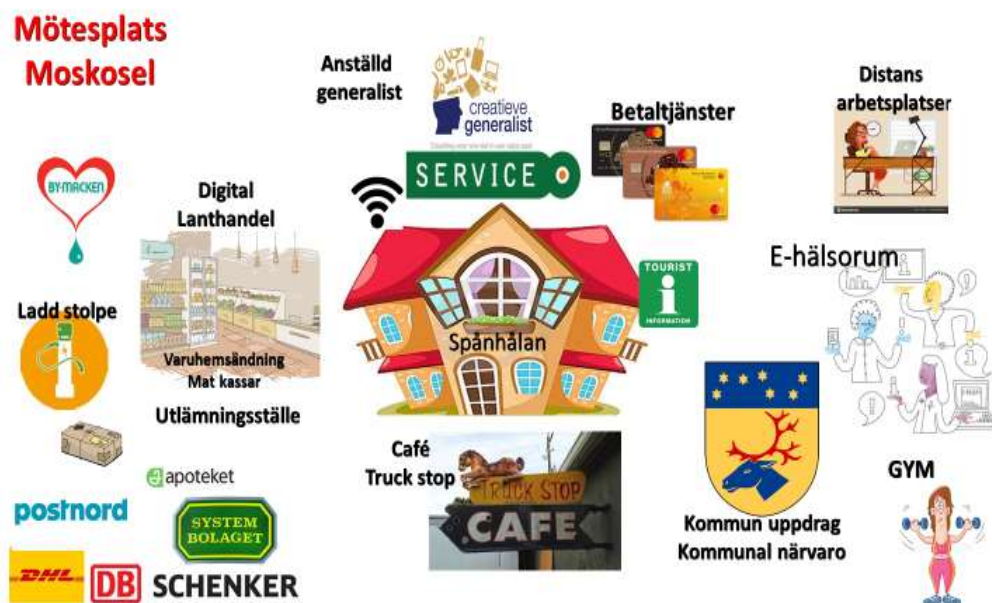 Mötesplats
Moskosel
Anställd
generalist
creatieve
generalist
SERVICE
Betaltjänster
Distans
arbetsplatser
BY-MACKEN
Digital
Lanthandel
TOURIST
i
INFORMATION
E-hälsorum
Ladd stolpe
Spånhålan
Varuhemsändning
Mat kassar
Utlämningsställe
Café
Truck stop
TRUCK STOP
CAFE
apoteket
postnord
SYSTEM
BOLAGET
DHL
DB SCHENKER
Kommun uppdrag
Kommunal närvaro
GYM